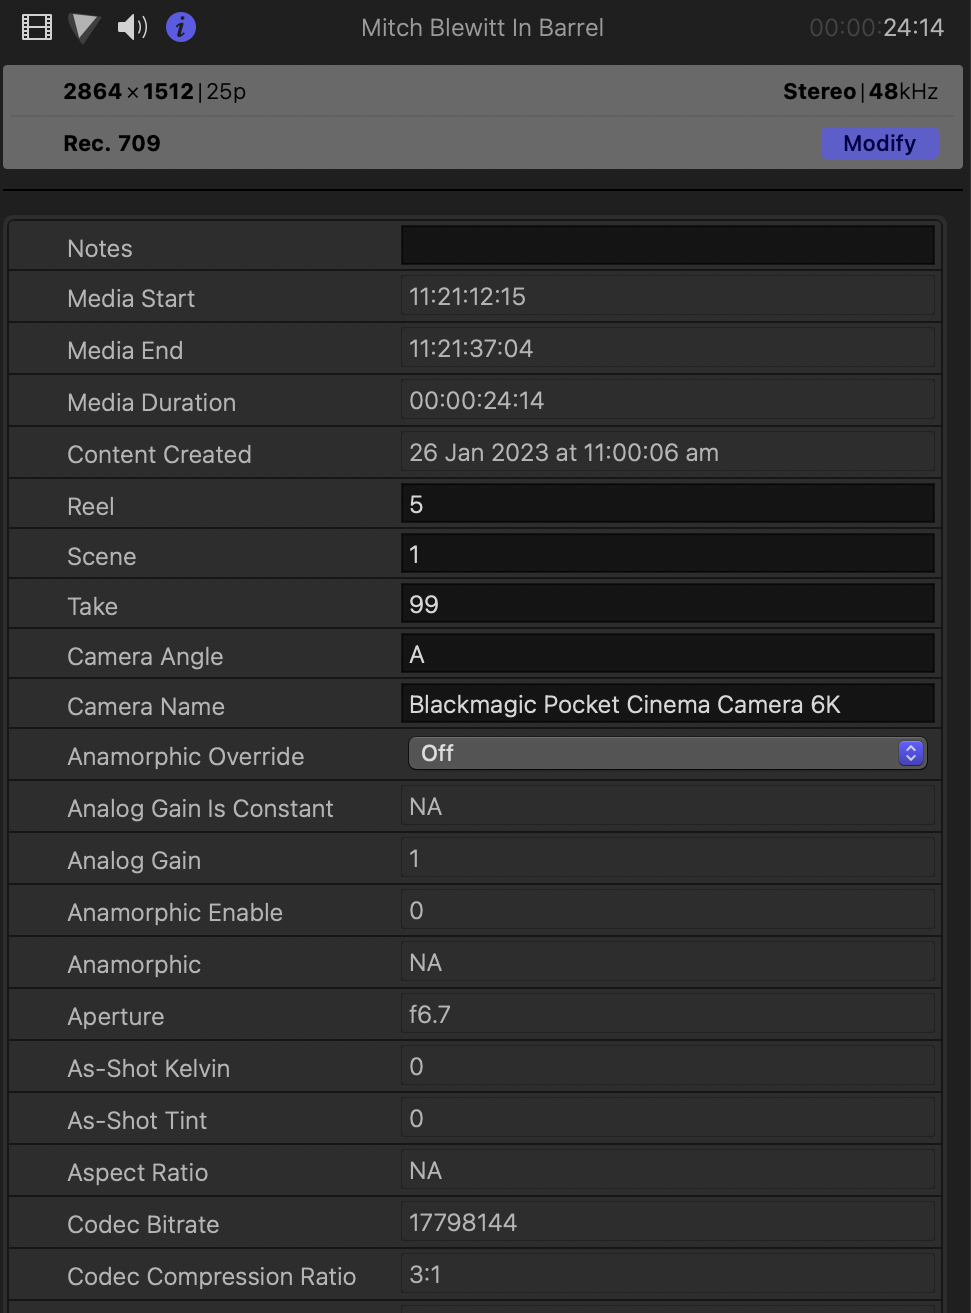 Mitch Blewitt In Barrel 00:00:24:14
2864 × 1512 | 25p Stereo | 48kHz
Rec. 709 Modify
Notes
Media Start 11:21:12:15
Media End 11:21:37:04
Media Duration 00:00:24:14
Content Created 26 Jan 2023 at 11:00:06 am
Reel 5
Scene 1
Take 99
Camera Angle A
Camera Name Blackmagic Pocket Cinema Camera 6K
Anamorphic Override Off
Analog Gain Is Constant NA
Analog Gain 1
Anamorphic Enable 0
Anamorphic NA
Aperture f6.7
As-Shot Kelvin 0
As-Shot Tint 0
Aspect Ratio NA
Codec Bitrate 17798144
Codec Compression Ratio 3:1